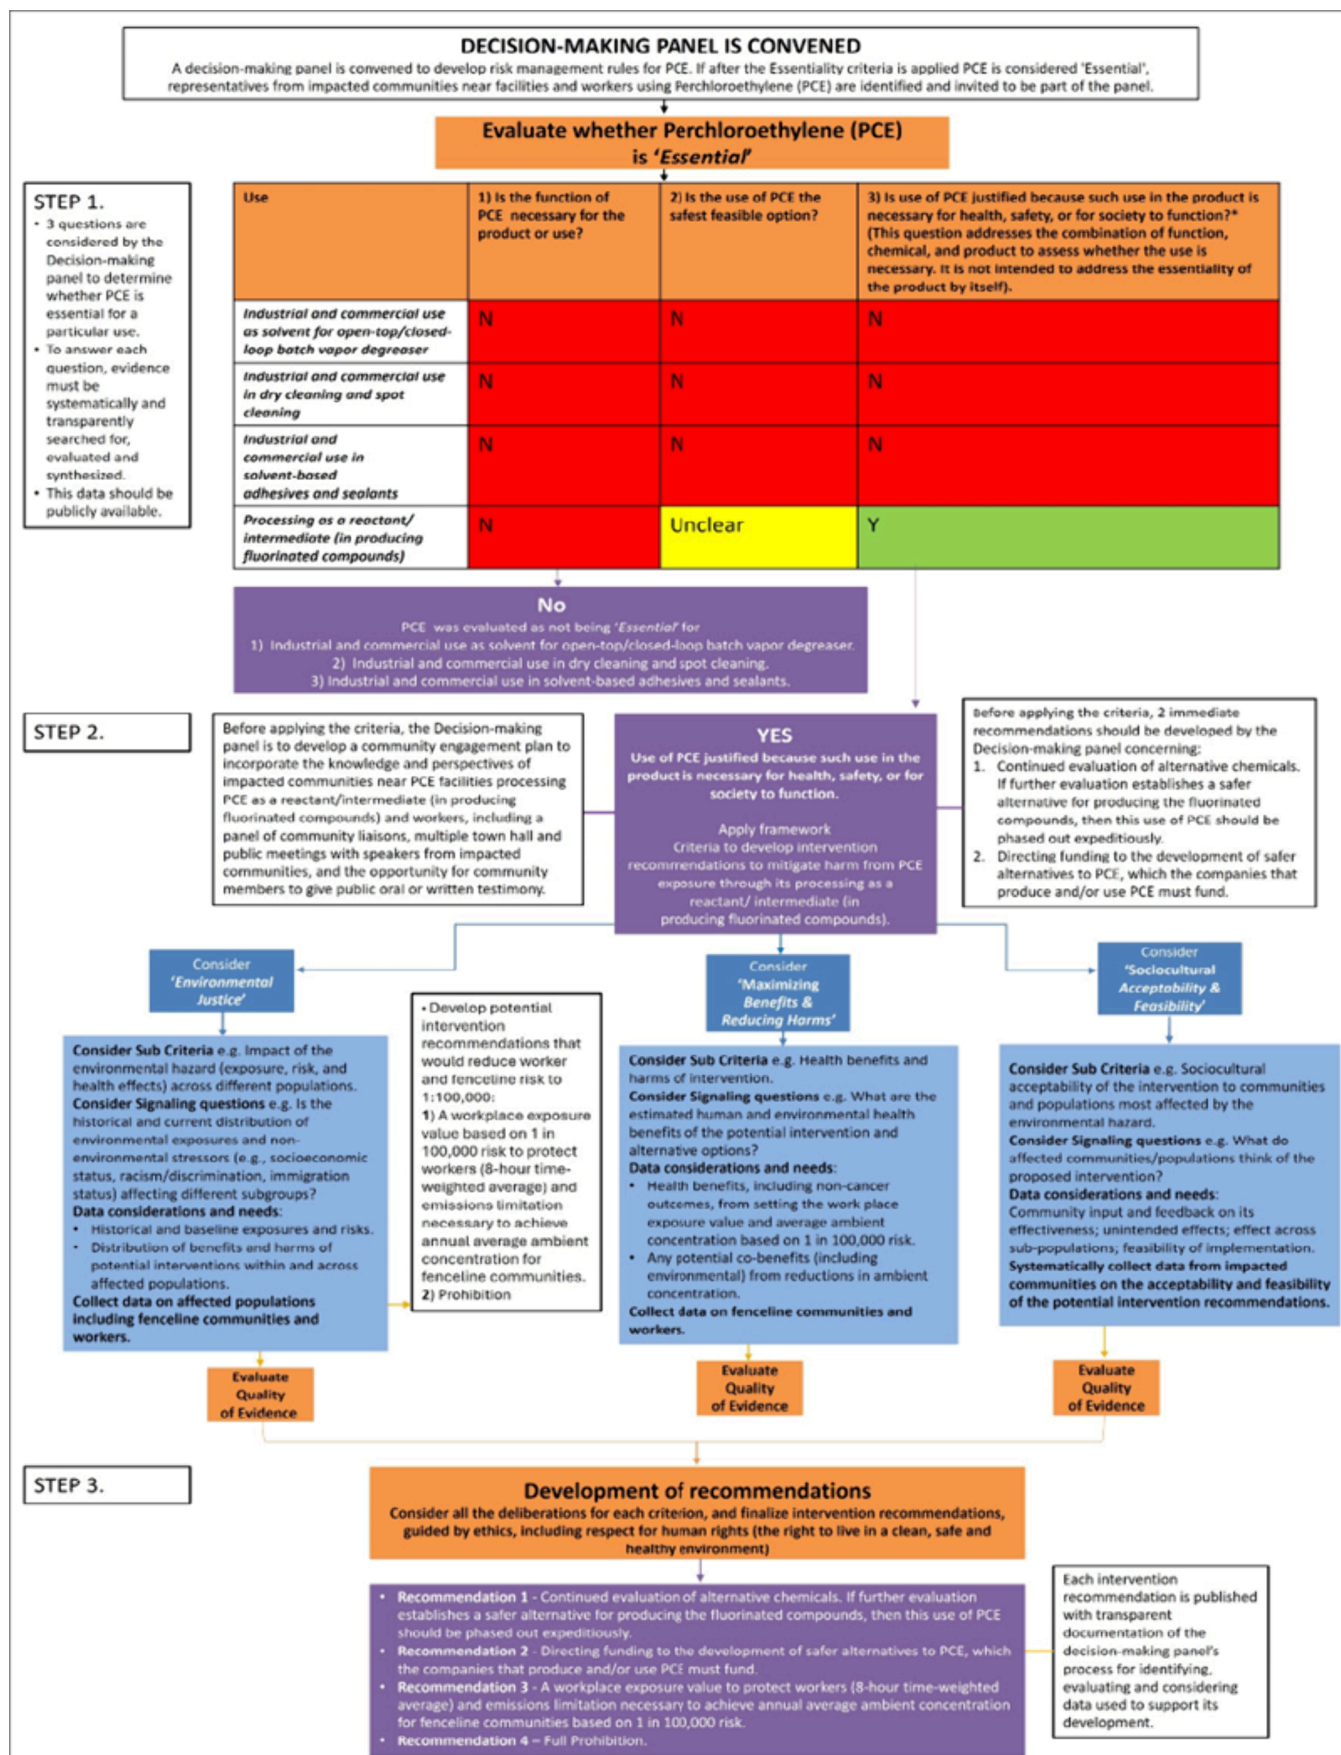 DECISION-MAKING PANEL IS CONVENED
A decision-making panel is convened to develop risk management rules for PCE. If after the Essentiality criteria is applied PCE is considered 'Essential',
representatives from impacted communities near facilities and workers using Perchloroethylene (PCE) are identified and invited to be part of the panel.
Evaluate whether Perchloroethylene (PCE)
is 'Essential'
STEP 1.
• 3 questions are
considered by the
Decision-making
panel to determine
whether PCE is
essential for a
particular use.
• To answer each
question, evidence
must be
systematically and
transparently
searched for,
evaluated and
synthesized.
• This data should be
publicly available.
Use
1) Is the function of
PCE necessary for the
product or use?
2) Is the use of PCE the
safest feasible option?
3) Is use of PCE justified because such use in the product is
necessary for health, safety, or for society to function?*
(This question addresses the combination of function,
chemical, and product to assess whether the use is
necessary. It is not intended to address the essentiality of
the product by itself).
Industrial and commercial use
as solvent for open-top/closed-
loop batch vapor degreaser
N
N
N
Industrial and commercial use
in dry cleaning and spot
cleaning
N
N
N
Industrial and
commercial use in
solvent-based
adhesives and sealants
N
N
N
Processing as a reactant/
intermediate (in producing
fluorinated compounds)
N
Unclear
Y
No
PCE was evaluated as not being 'Essential' for
1) Industrial and commercial use as solvent for open-top/closed-loop batch vapor degreaser.
2) Industrial and commercial use in dry cleaning and spot cleaning.
3) Industrial and commercial use in solvent-based adhesives and sealants.
STEP 2.
Before applying the criteria, the Decision-making
panel is to develop a community engagement plan to
incorporate the knowledge and perspectives of
impacted communities near PCE facilities processing
PCE as a reactant/intermediate (in producing
fluorinated compounds) and workers, including a
panel of community liaisons, multiple town hall and
public meetings with speakers from impacted
communities, and the opportunity for community
members to give public oral or written testimony.
YES
Use of PCE justified because such use in the
product is necessary for health, safety, or for
society to function.
Apply framework
Criteria to develop intervention
recommendations to mitigate harm from PCE
exposure through its processing as a
reactant/ intermediate (in
producing fluorinated compounds).
Before applying the criteria, 2 immediate
recommendations should be developed by the
Decision-making panel concerning:
1. Continued evaluation of alternative chemicals.
If further evaluation establishes a safer
alternative for producing the fluorinated
compounds, then this use of PCE should be
phased out expeditiously.
2. Directing funding to the development of safer
alternatives to PCE, which the companies that
produce and/or use PCE must fund.
Consider
'Environmental
Justice'
Consider Sub Criteria e.g. Impact of the
environmental hazard (exposure, risk, and
health effects) across different populations.
Consider Signaling questions e.g. Is the
historical and current distribution of
environmental exposures and non-
environmental stressors (e.g., socioeconomic
status, racism/discrimination, immigration
status) affecting different subgroups?
Data considerations and needs:
• Historical and baseline exposures and risks.
• Distribution of benefits and harms of
potential interventions within and across
affected populations.
Collect data on affected populations
including fenceline communities and
workers.
• Develop potential
intervention
recommendations that
would reduce worker
and fenceline risk to
1:100,000:
1) A workplace exposure
value based on 1 in
100,000 risk to protect
workers (8-hour time-
weighted average) and
emissions limitation
necessary to achieve
annual average ambient
concentration for
fenceline communities.
2) Prohibition
Consider
'Maximizing
Benefits &
Reducing Harms'
Consider Sub Criteria e.g. Health benefits and
harms of intervention.
Consider Signaling questions e.g. What are the
estimated human and environmental health
benefits of the potential intervention and
alternative options?
Data considerations and needs:
• Health benefits, including non-cancer
outcomes, from setting the work place
exposure value and average ambient
concentration based on 1 in 100,000 risk.
• Any potential co-benefits (including
environmental) from reductions in ambient
concentration.
Collect data on fenceline communities and
workers.
Consider
'Sociocultural
Acceptability &
Feasibility'
Consider Sub Criteria e.g. Sociocultural
acceptability of the intervention to communities
and populations most affected by the
environmental hazard.
Consider Signaling questions e.g. What do
affected communities/populations think of the
proposed intervention?
Data considerations and needs:
Community input and feedback on its
effectiveness; unintended effects; effect across
sub-populations; feasibility of implementation.
Systematically collect data from impacted
communities on the acceptability and feasibility
of the potential intervention recommendations.
Evaluate
Quality
of Evidence
Evaluate
Quality
of Evidence
Evaluate
Quality
of Evidence
STEP 3.
Development of recommendations
Consider all the deliberations for each criterion, and finalize intervention recommendations,
guided by ethics, including respect for human rights (the right to live in a clean, safe and
healthy environment)
• Recommendation 1 - Continued evaluation of alternative chemicals. If further evaluation
establishes a safer alternative for producing the fluorinated compounds, then this use of PCE
should be phased out expeditiously.
• Recommendation 2 - Directing funding to the development of safer alternatives to PCE, which
the companies that produce and/or use PCE must fund.
• Recommendation 3 - A workplace exposure value to protect workers (8-hour time-weighted
average) and emissions limitation necessary to achieve annual average ambient concentration
for fenceline communities based on 1 in 100,000 risk.
• Recommendation 4 – Full Prohibition.
Each intervention
recommendation is published
with transparent
documentation of the
decision-making panel's
process for identifying,
evaluating and considering
data used to support its
development.